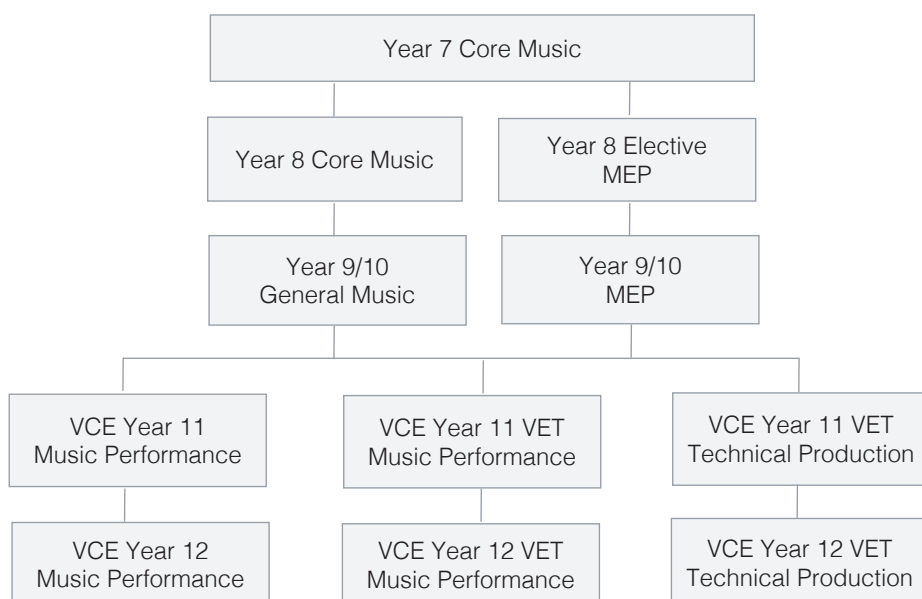 Year 7 Core Music
Year 8 Core Music
Year 8 Elective
MEP
Year 9/10
General Music
Year 9/10
MEP
VCE Year 11
Music Performance
VCE Year 11 VET
Music Performance
VCE Year 11 VET
Technical Production
VCE Year 12
Music Performance
VCE Year 12 VET
Music Performance
VCE Year 12 VET
Technical Production